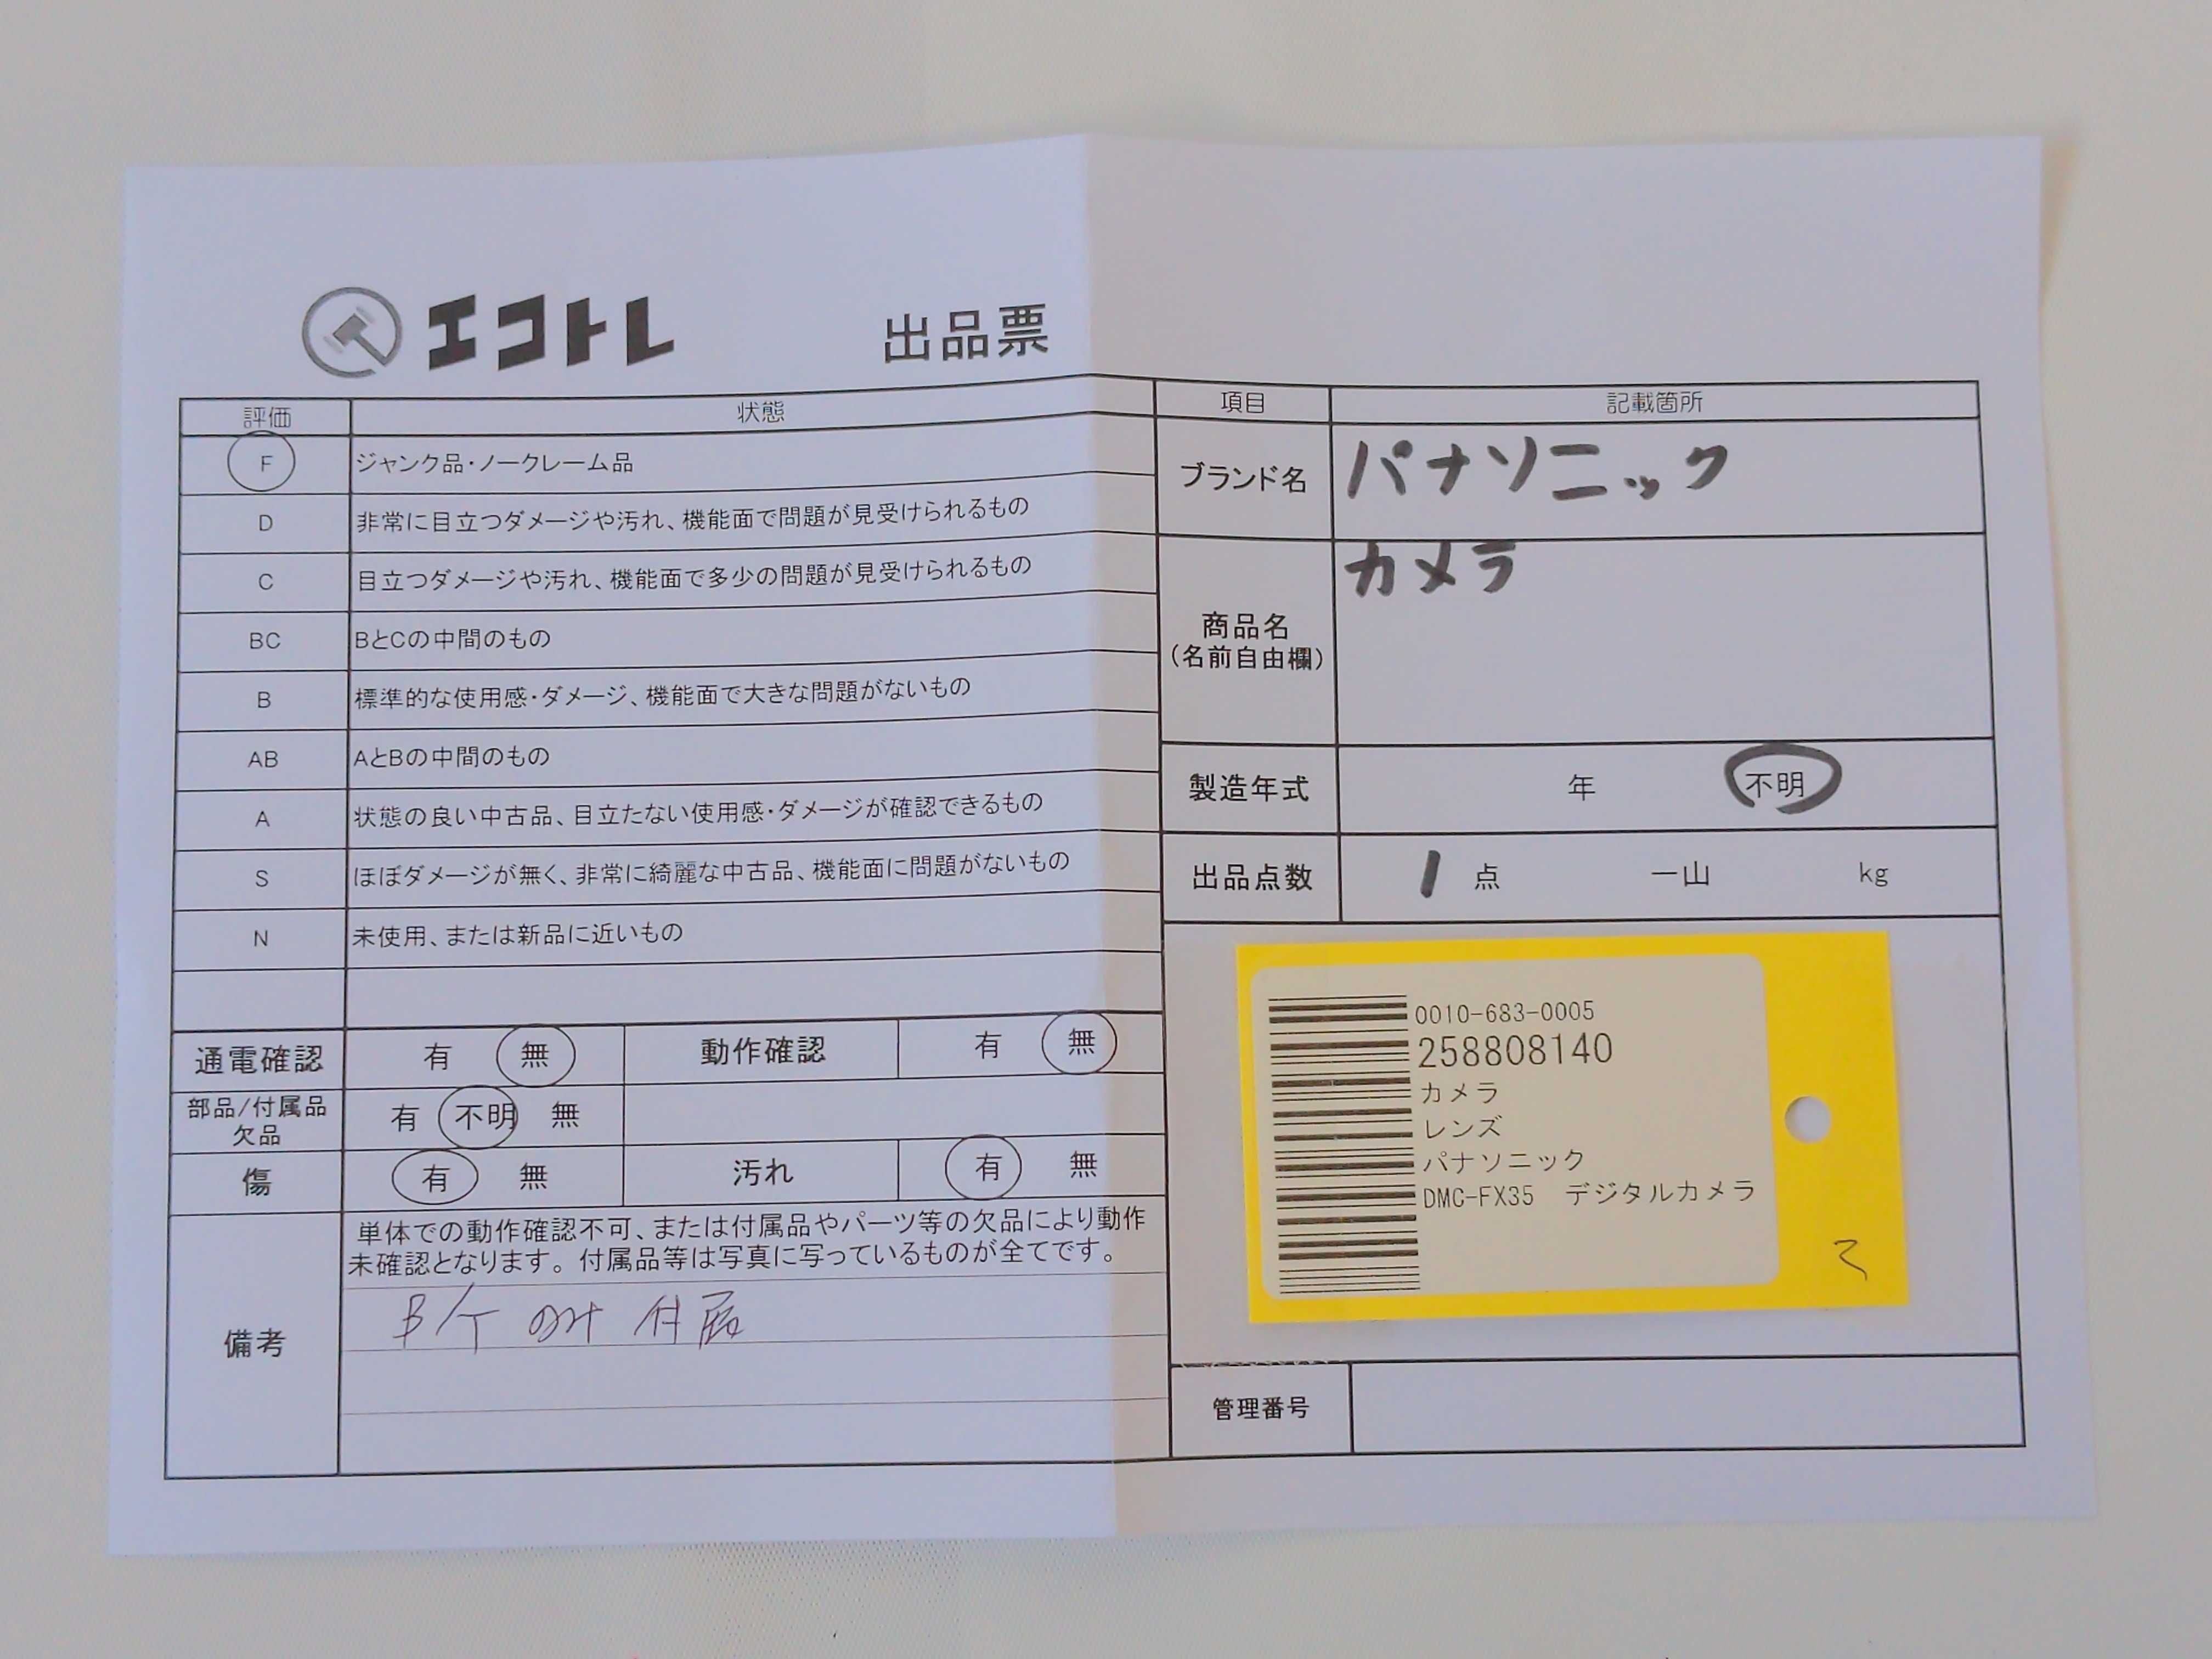 エコトレ 出品票
評価 状態
F ジャンク品・ノークレーム品
D 非常に目立つダメージや汚れ、機能面で問題が見受けられるもの
C 目立つダメージや汚れ、機能面で多少の問題が見受けられるもの
BC BとCの中間のもの
B 標準的な使用感・ダメージ、機能面で大きな問題がないもの
AB AとBの中間のもの
A 状態の良い中古品、目立たない使用感・ダメージが確認できるもの
S ほぼダメージが無く、非常に綺麗な中古品、機能面に問題がないもの
N 未使用、または新品に近いもの
通電確認 有 無 動作確認 有 無
部品/付属品
欠品 有 不明 無
傷 有 無 汚れ 有 無
備考
単体での動作確認不可、または付属品やパーツ等の欠品により動作
未確認となります。付属品等は写真に写っているものが全てです。
付属
項目 記載箇所
ブランド名 パナソニック
商品名
(名前自由欄) カメラ
製造年式 年 不明
出品点数 1 点 一山 kg
0010-683-0005
258808140
カメラ
レンズ
パナソニック
DMC-FX35 デジタルカメラ
管理番号